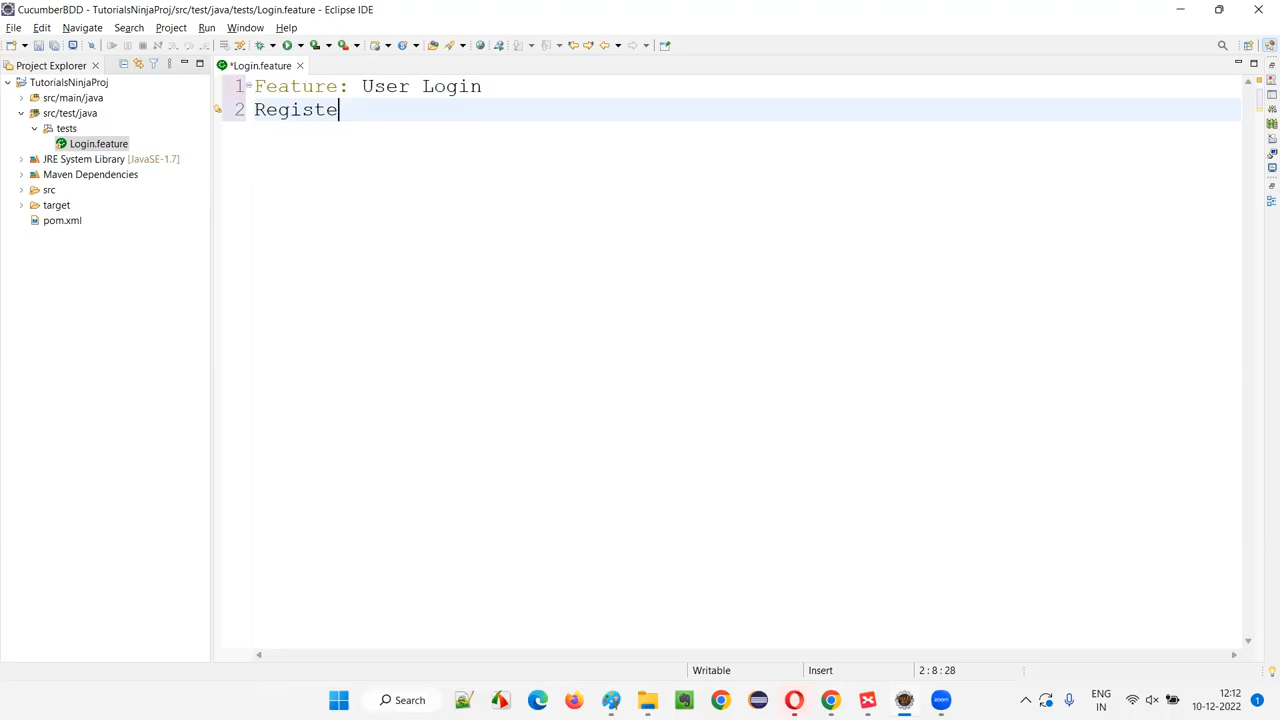 CucumberBDD - TutorialsNinjaProj/src/test/java/tests/Login.feature - Eclipse IDE
File Edit Navigate Search Project Run Window Help
Project Explorer
*Login.feature
TutorialsNinjaProj
src/main/java
src/test/java
tests
Login.feature
JRE System Library [JavaSE-1.7]
Maven Dependencies
src
target
pom.xml
1 Feature: User Login
2 Registe
Writable Insert 2 : 8 : 28
Search
zoom
ENG
IN
12:12
10-12-2022
1